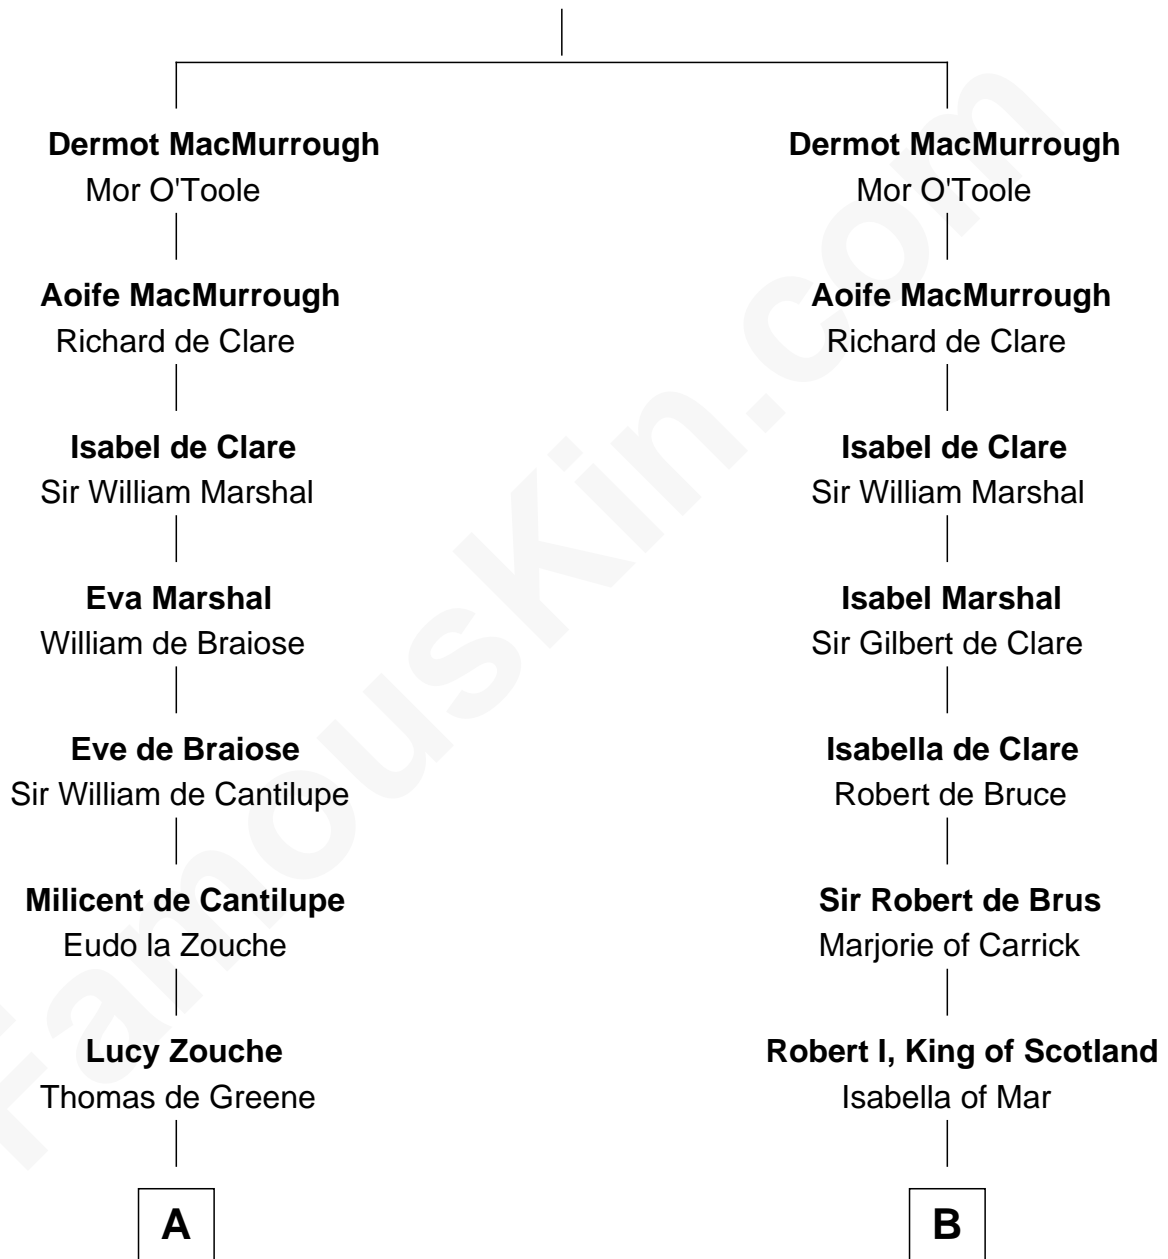 Dermot MacMurrough
Mor O'Toole
Aoife MacMurrough
Richard de Clare
Isabel de Clare
Sir William Marshal
Eva Marshal
William de Braiose
Eve de Braiose
Sir William de Cantilupe
Milicent de Cantilupe
Eudo la Zouche
Lucy Zouche
Thomas de Greene
A
Dermot MacMurrough
Mor O'Toole
Aoife MacMurrough
Richard de Clare
Isabel de Clare
Sir William Marshal
Isabel Marshal
Sir Gilbert de Clare
Isabella de Clare
Robert de Bruce
Sir Robert de Brus
Marjorie of Carrick
Robert I, King of Scotland
Isabella of Mar
B
FamousKin.com